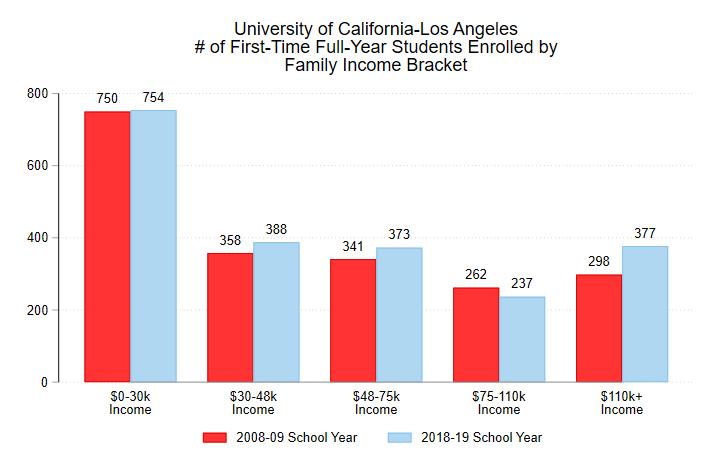 University of California-Los Angeles
# of First-Time Full-Year Students Enrolled by
Family Income Bracket
800
600
400
200
0
750
754
358
388
341
373
262
237
298
377
$0-30k
Income
$30-48k
Income
$48-75k
Income
$75-110k
Income
$110k+
Income
2008-09 School Year
2018-19 School Year